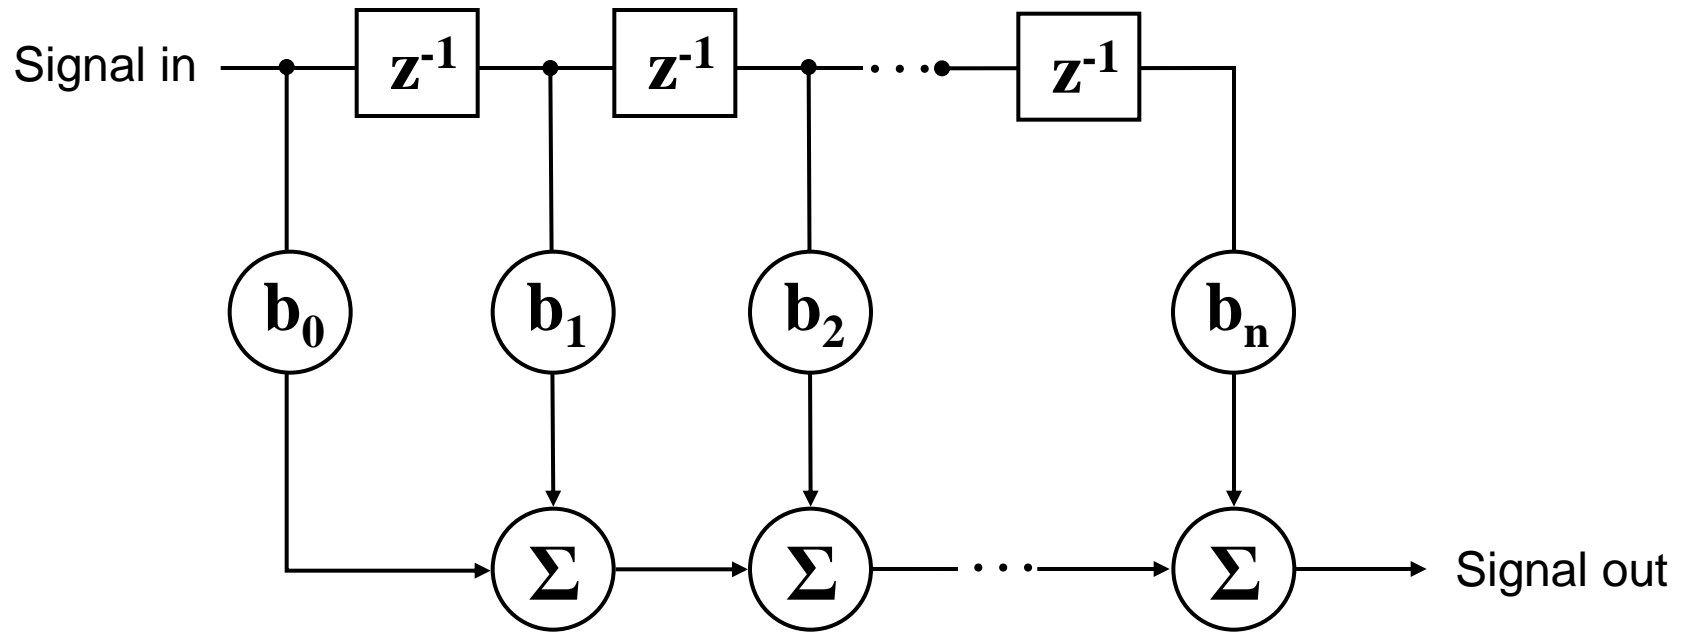 Signal in
z⁻¹
z⁻¹
. . .
z⁻¹
b₀
b₁
b₂
bₙ
Σ
Σ
. . .
Σ
Signal out